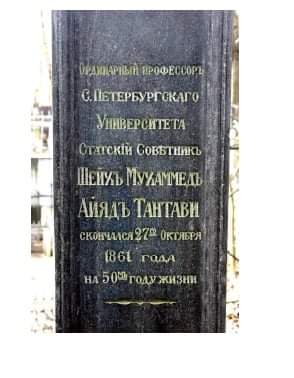 Ординарный профессоръ
С. Петербургскаго
Университета
Статскій Совѣтникъ
Шейхъ Мухаммедъ
Айядъ Тантави
скончался 27го Октября
1861 года
на 50мъ году жизни